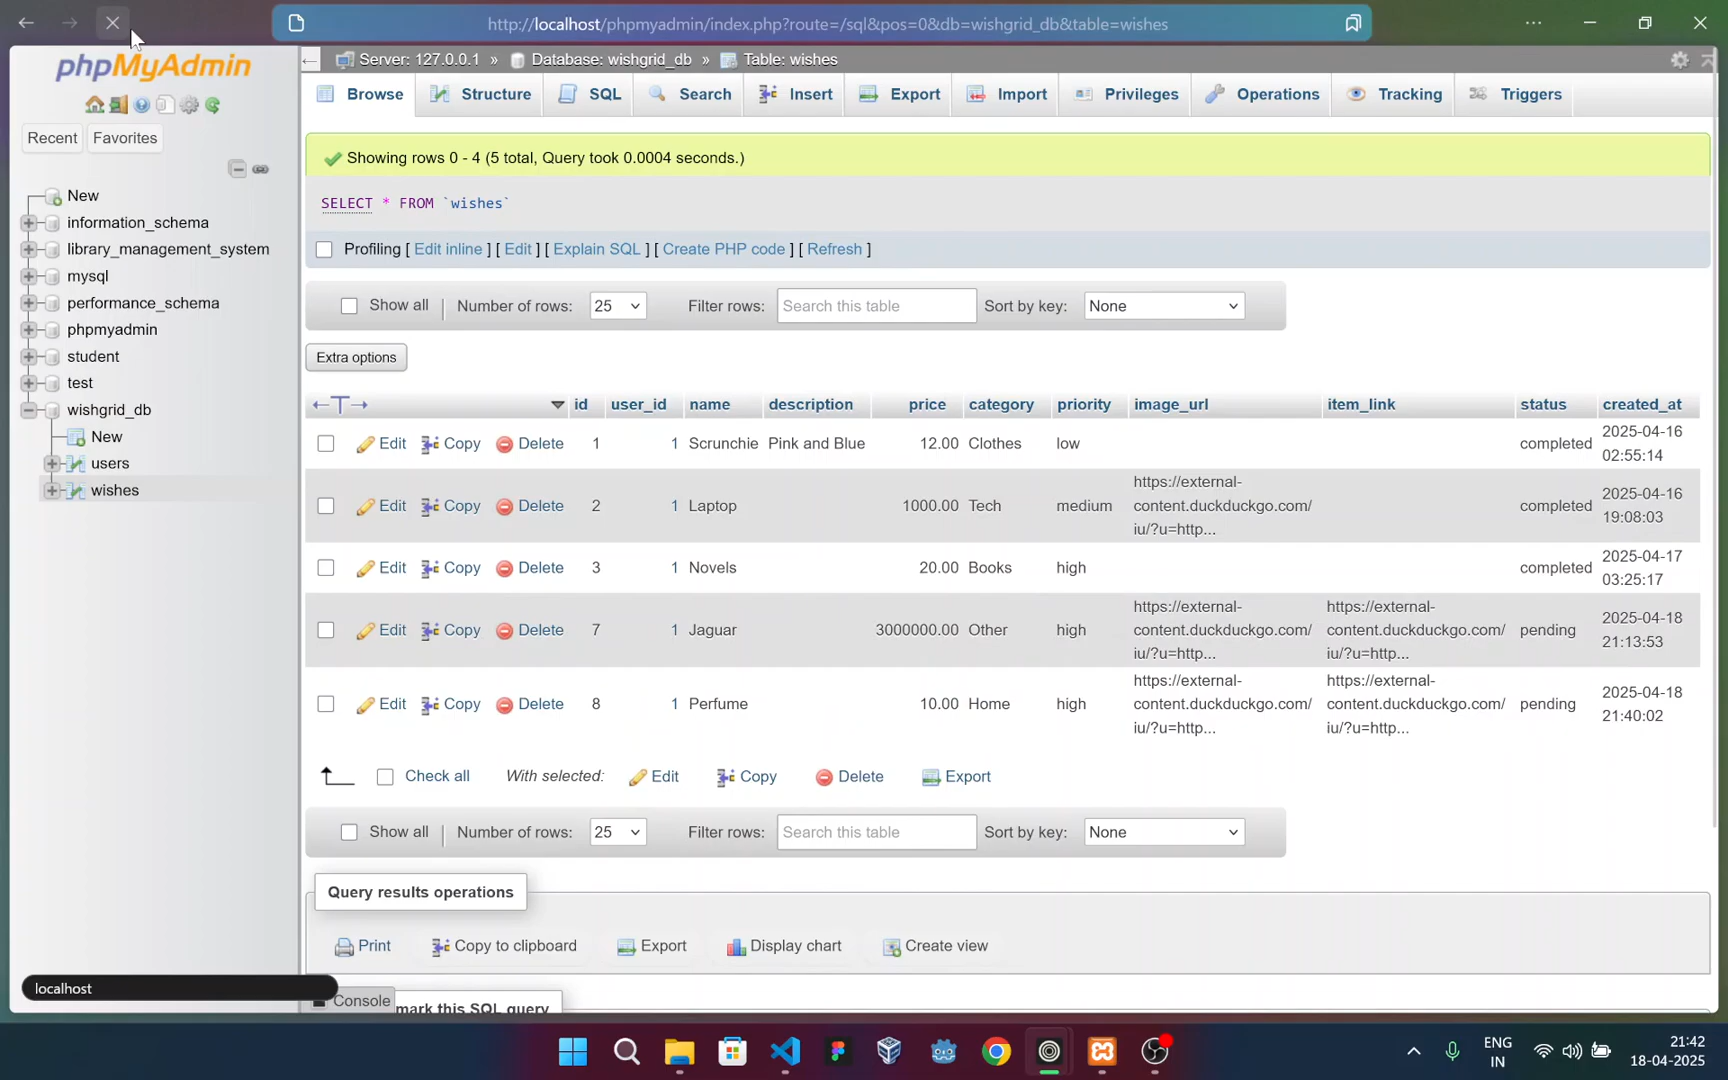 http://localhost/phpmyadmin/index.php?route=/sql&pos=0&db=wishgrid_db&table=wishes
phpMyAdmin
Recent Favorites
New
information_schema
library_management_system
mysql
performance_schema
phpmyadmin
student
test
wishgrid_db
New
users
wishes
localhost
Server: 127.0.0.1 » Database: wishgrid_db » Table: wishes
Browse Structure SQL Search Insert Export Import Privileges Operations Tracking Triggers
Showing rows 0 - 4 (5 total, Query took 0.0004 seconds.)
SELECT * FROM `wishes`
Profiling [ Edit inline ] [ Edit ] [ Explain SQL ] [ Create PHP code ] [ Refresh ]
Show all Number of rows: 25 Filter rows: Search this table Sort by key: None
Extra options
id user_id name description price category priority image_url item_link status created_at
Edit Copy Delete 1 1 Scrunchie Pink and Blue 12.00 Clothes low completed 2025-04-16
02:55:14
Edit Copy Delete 2 1 Laptop 1000.00 Tech medium https://external-
content.duckduckgo.com/
iu/?u=http... completed 2025-04-16
19:08:03
Edit Copy Delete 3 1 Novels 20.00 Books high completed 2025-04-17
03:25:17
Edit Copy Delete 7 1 Jaguar 3000000.00 Other high https://external-
content.duckduckgo.com/
iu/?u=http... https://external-
content.duckduckgo.com/
iu/?u=http... pending 2025-04-18
21:13:53
Edit Copy Delete 8 1 Perfume 10.00 Home high https://external-
content.duckduckgo.com/
iu/?u=http... https://external-
content.duckduckgo.com/
iu/?u=http... pending 2025-04-18
21:40:02
Check all With selected: Edit Copy Delete Export
Show all Number of rows: 25 Filter rows: Search this table Sort by key: None
Query results operations
Print Copy to clipboard Export Display chart Create view
Console mark this SQL query
ENG
IN
21:42
18-04-2025